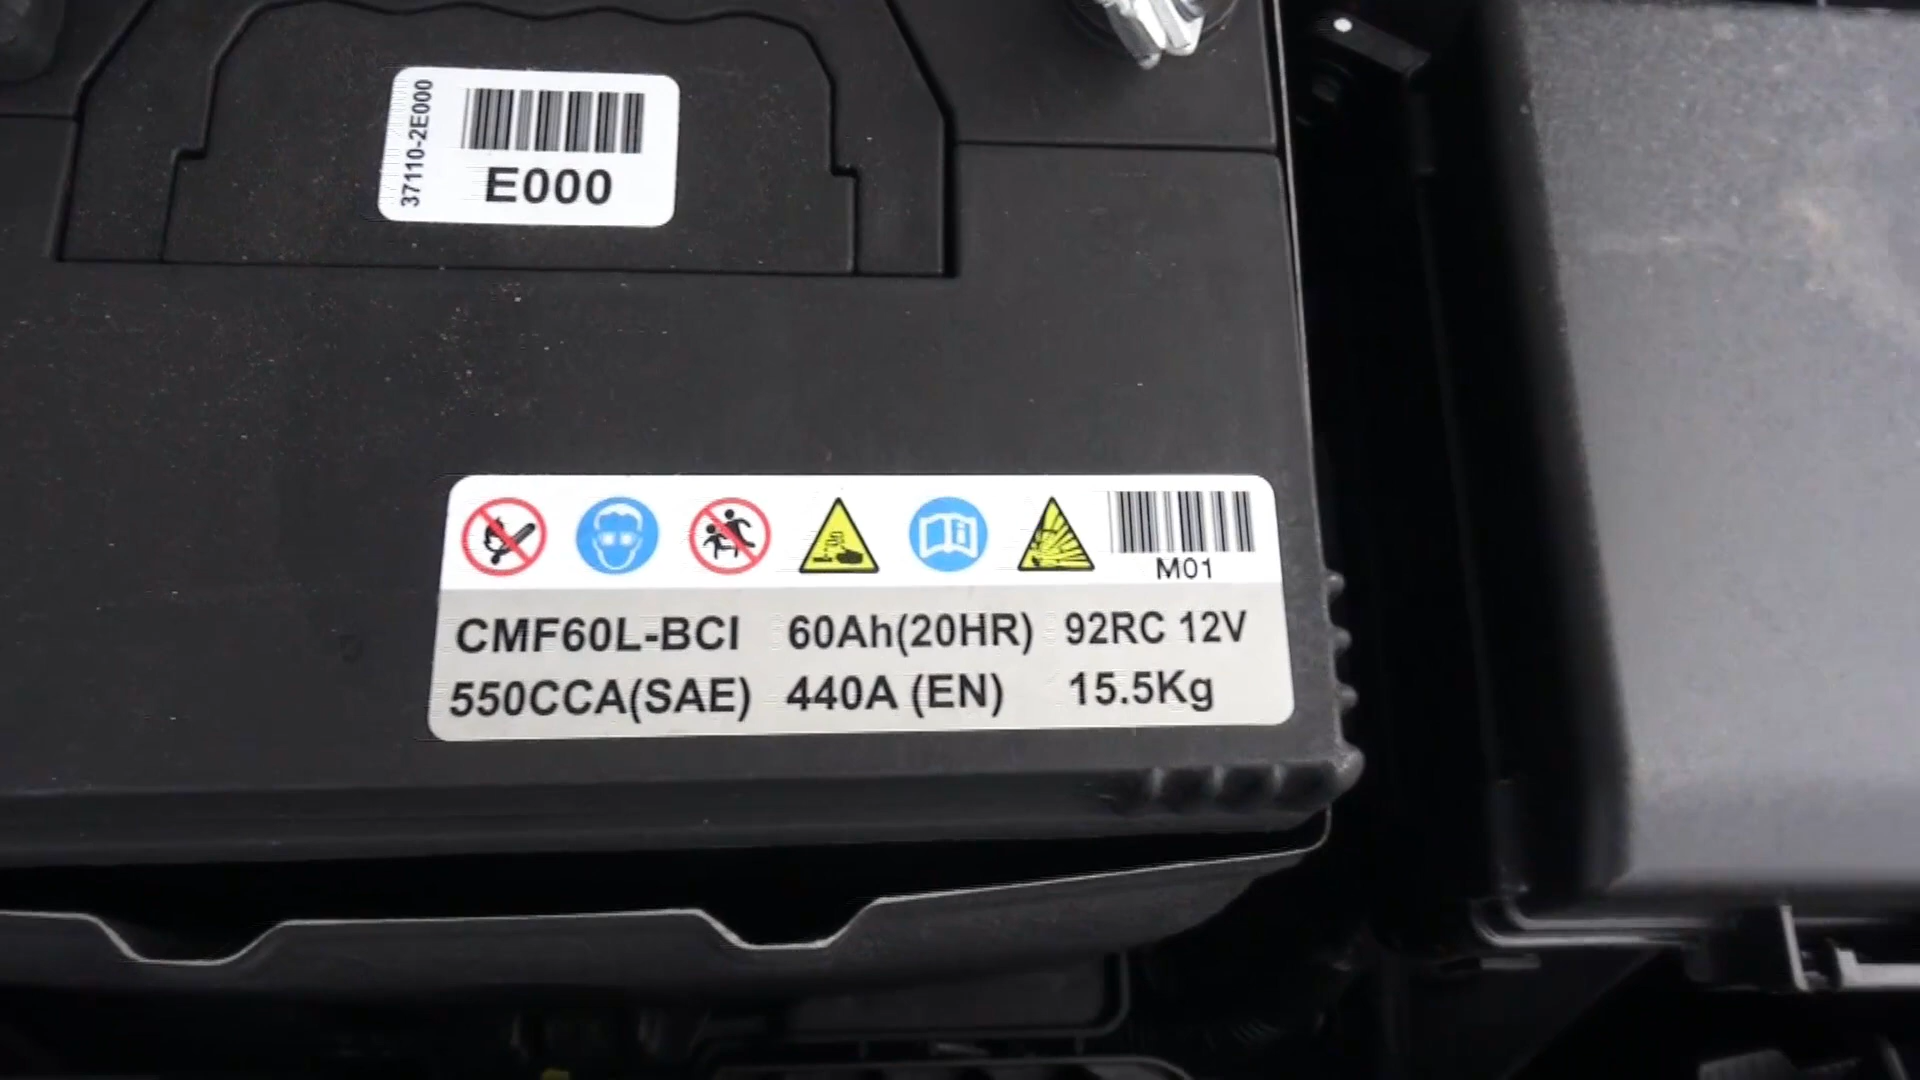 37110-2E000
E000
M01
CMF60L-BCI 60Ah(20HR) 92RC 12V
550CCA(SAE) 440A (EN) 15.5Kg